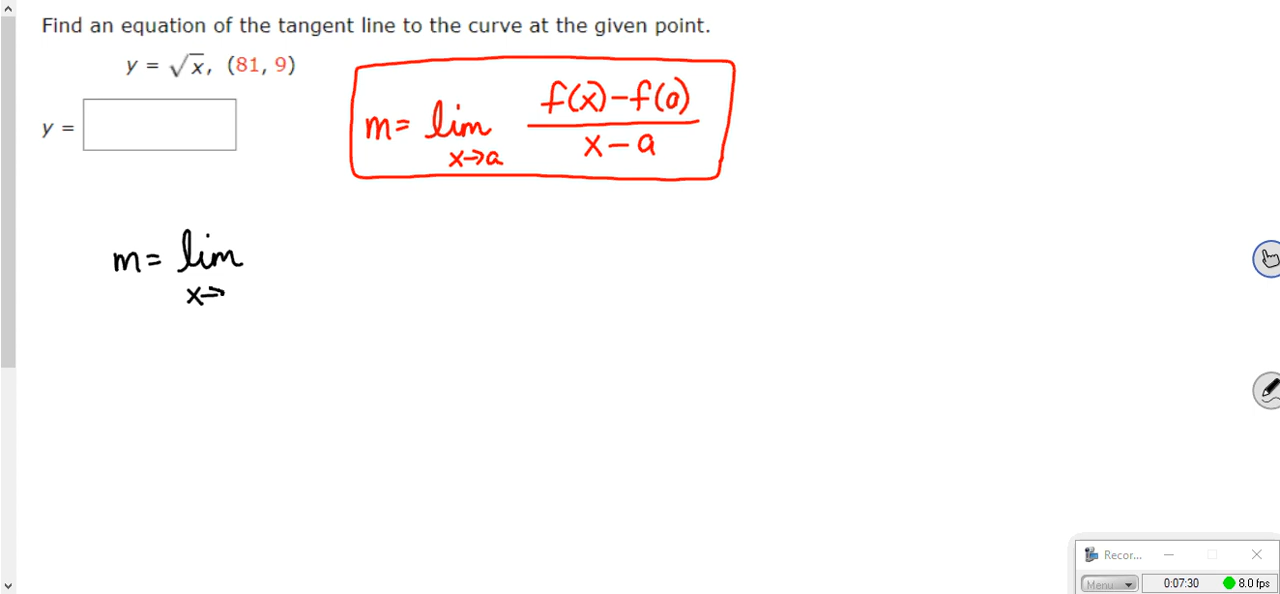 Find an equation of the tangent line to the curve at the given point.
y = √x, (81, 9)
y =
m = lim x→a f(x)-f(a) / x-a
m = lim x→
Recor...
Menu 0:07:30 8.0 fps